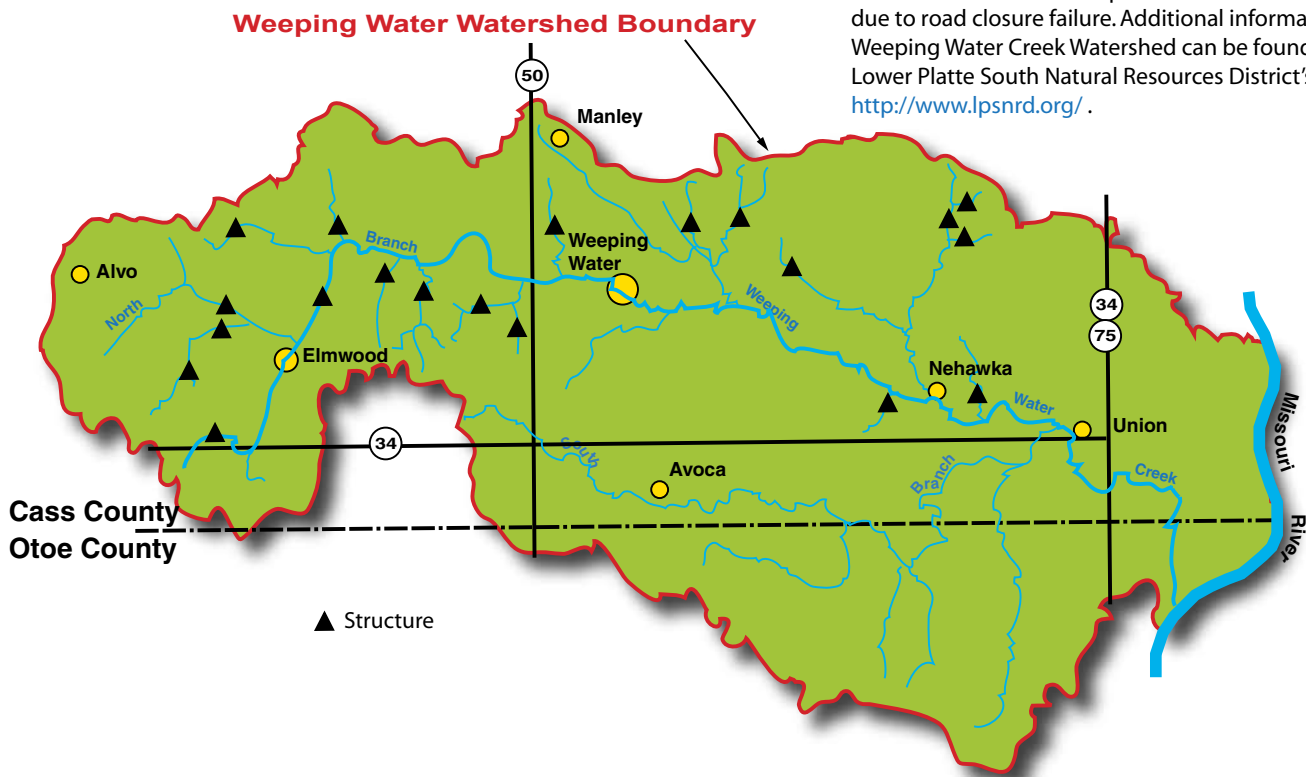 due to road closure failure. Additional informa
Weeping Water Creek Watershed can be found
Lower Platte South Natural Resources District's
http://www.lpsnrd.org/ .
Weeping Water Watershed Boundary
50
Manley
Weeping
Water
Branch
Alvo
North
Elmwood
Weeping
34
75
Nehawka
Water
Union
Missouri
River
34
South
Avoca
Branch
Creek
Cass County
Otoe County
Structure